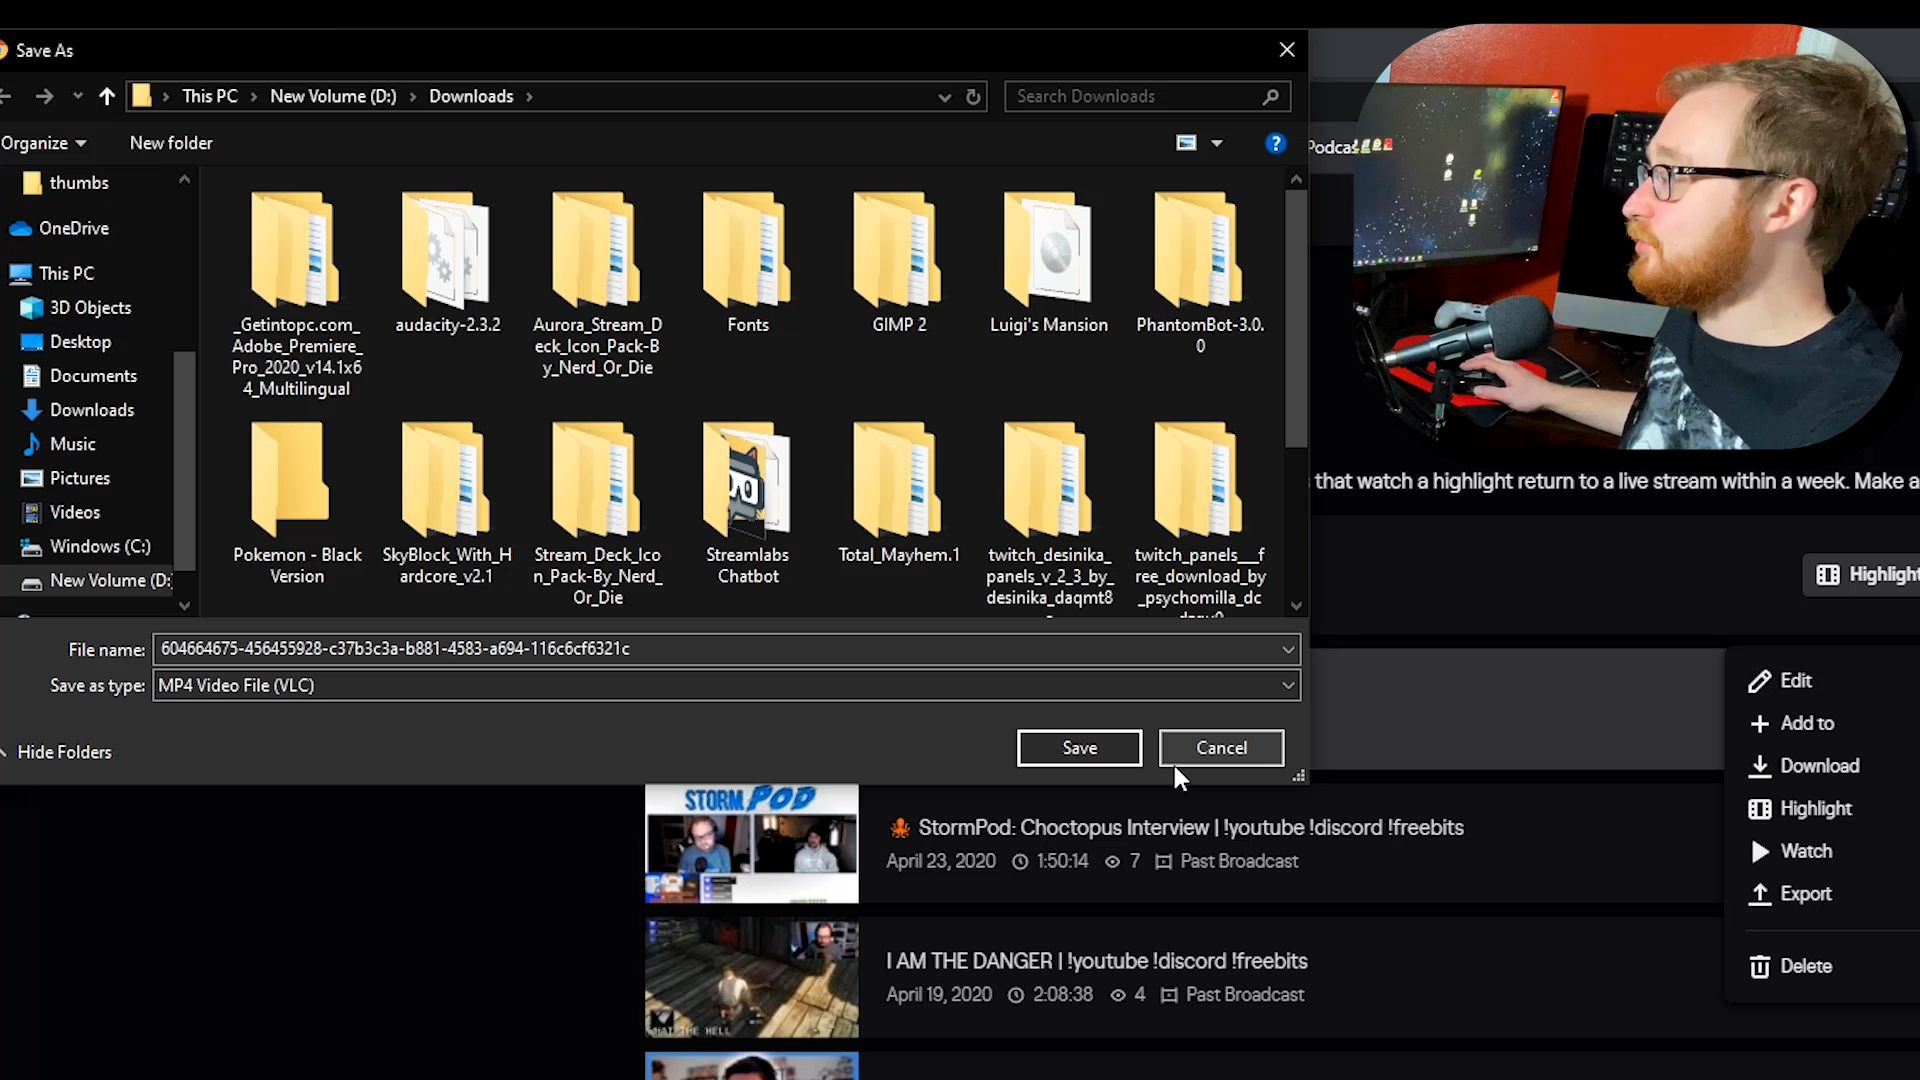 Save As
This PC
New Volume (D:)
Downloads
Search Downloads
Organize
New folder
?
thumbs
OneDrive
This PC
3D Objects
Desktop
Documents
Downloads
Music
Pictures
Videos
Windows (C:)
New Volume (D:
_Getintopc.com_
Adobe_Premiere_
Pro_2020_v14.1x6
4_Multilingual
audacity-2.3.2
Aurora_Stream_D
eck_Icon_Pack-B
y_Nerd_Or_Die
Fonts
GIMP 2
Luigi's Mansion
PhantomBot-3.0.
0
Pokemon - Black
Version
SkyBlock_With_H
ardcore_v2.1
Stream_Deck_Ico
n_Pack-By_Nerd_
Or_Die
Streamlabs
Chatbot
Total_Mayhem.1
twitch_desinika_
panels_v_2_3_by_
desinika_daqmt8
twitch_panels__f
ree_download_by
_psychomilla_dc
File name:
604664675-456455928-c37b3c3a-b881-4583-a694-116c6cf6321c
Save as type:
MP4 Video File (VLC)
Hide Folders
Save
Cancel
Podcas
that watch a highlight return to a live stream within a week. Make a
Highlight
Edit
Add to
Download
Highlight
Watch
Export
Delete
STORM POD
StormPod: Choctopus Interview | !youtube !discord !freebits
April 23, 2020 1:50:14 7 Past Broadcast
WHAT THE HELL
I AM THE DANGER | !youtube !discord !freebits
April 19, 2020 2:08:38 4 Past Broadcast